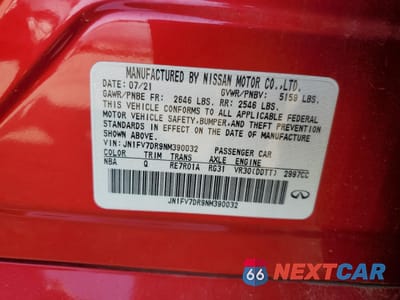 MANUFACTURED BY NISSAN MOTOR CO.,LTD.
DATE: 07/21 GVWR/PNBV: 5159 LBS.
GAWR/PNBE FR: 2646 LBS. RR: 2546 LBS.
THIS VEHICLE CONFORMS TO ALL APPLICABLE
FEDERAL MOTOR VEHICLE
SAFETY,BUMPER,AND THEFT PREVENTION
STANDARDS IN EFFECT ON THE DATE OF MANUFACTURE
SHOWN ABOVE.
VIN: JN1FV7DR9NM390032 PASSENGER CAR
COLOR TRIM TRANS AXLE ENGINE
NBA Q RE7R01A RG31 VR30(DDTT) 2997CC
JN1FV7DR9NM390032
66 NEXTCAR